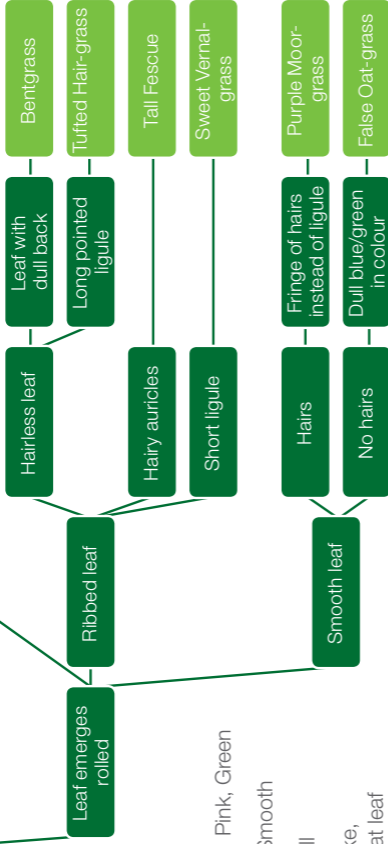 Leaf emerges
rolled
Ribbed leaf
Hairless leaf
Leaf with
dull back
Bentgrass
Long pointed
ligule
Tufted Hair-grass
Hairy auricles
Tall Fescue
Short ligule
Sweet Vernal-
grass
Smooth leaf
Hairs
Fringe of hairs
instead of ligule
Purple Moor-
grass
No hairs
Dull blue/green
in colour
False Oat-grass
Pink, Green
at leaf